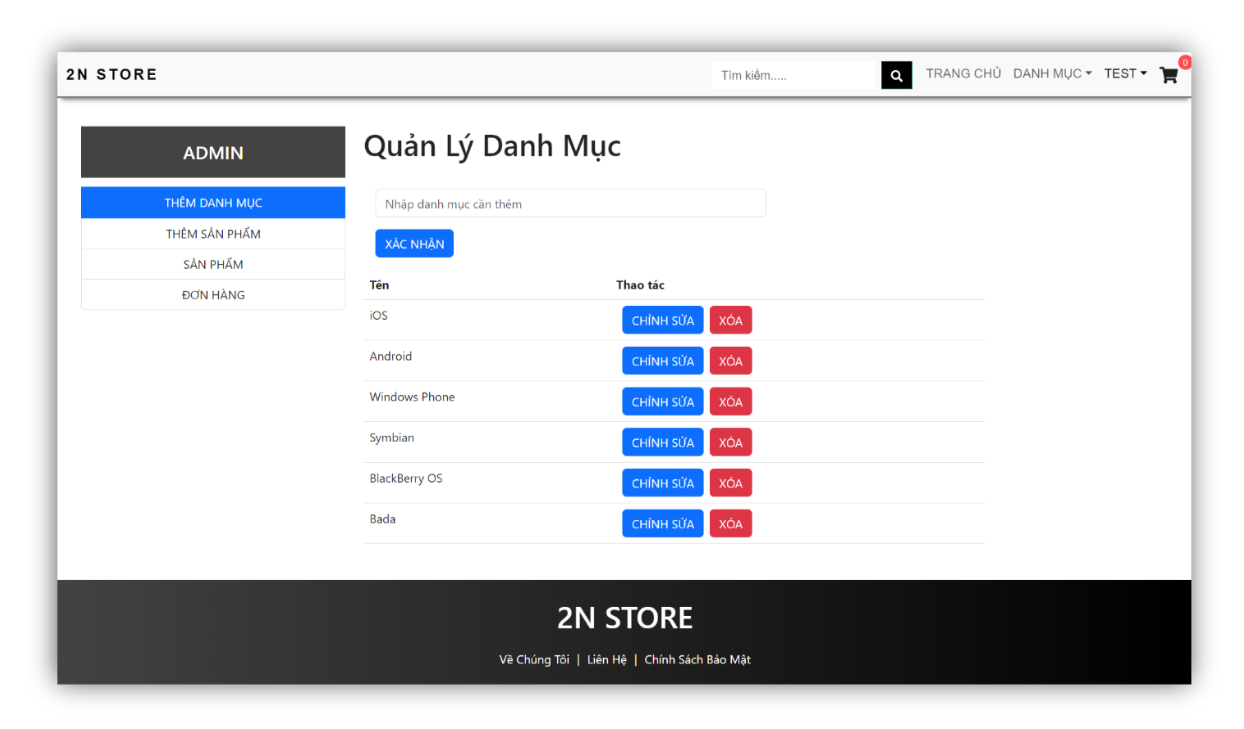 2N STORE
Tìm kiếm.....
TRANG CHỦ DANH MỤC TEST 0
ADMIN
THÊM DANH MỤC
THÊM SẢN PHẨM
SẢN PHẨM
ĐƠN HÀNG
Quản Lý Danh Mục
Nhập danh mục cần thêm
XÁC NHẬN
Tên Thao tác
iOS CHỈNH SỬA XÓA
Android CHỈNH SỬA XÓA
Windows Phone CHỈNH SỬA XÓA
Symbian CHỈNH SỬA XÓA
BlackBerry OS CHỈNH SỬA XÓA
Bada CHỈNH SỬA XÓA
2N STORE
Về Chúng Tôi | Liên Hệ | Chính Sách Bảo Mật